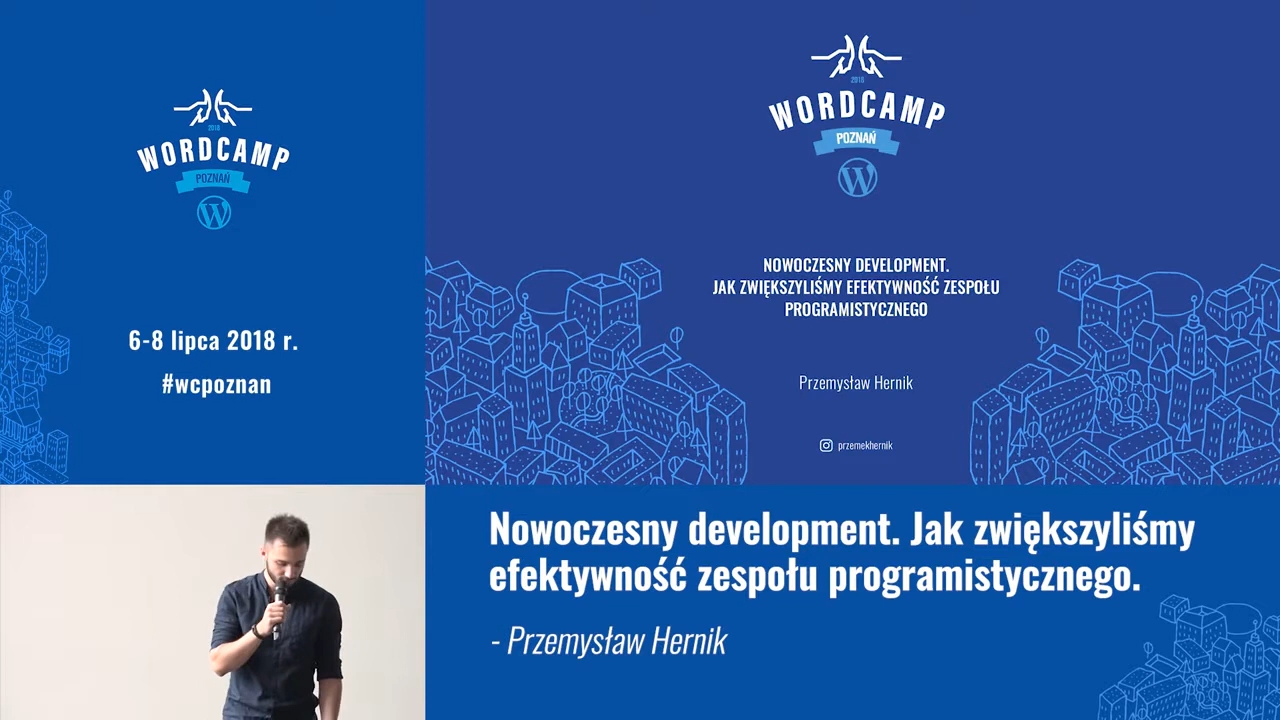 2018
WORDCAMP
POZNAŃ
6-8 lipca 2018 r.
#wcpoznan
2018
WORDCAMP
POZNAŃ
NOWOCZESNY DEVELOPMENT.
JAK ZWIĘKSZYLIŚMY EFEKTYWNOŚĆ ZESPOŁU
PROGRAMISTYCZNEGO
Przemysław Hernik
przemekhernik
Nowoczesny development. Jak zwiększyliśmy
efektywność zespołu programistycznego.
- Przemysław Hernik